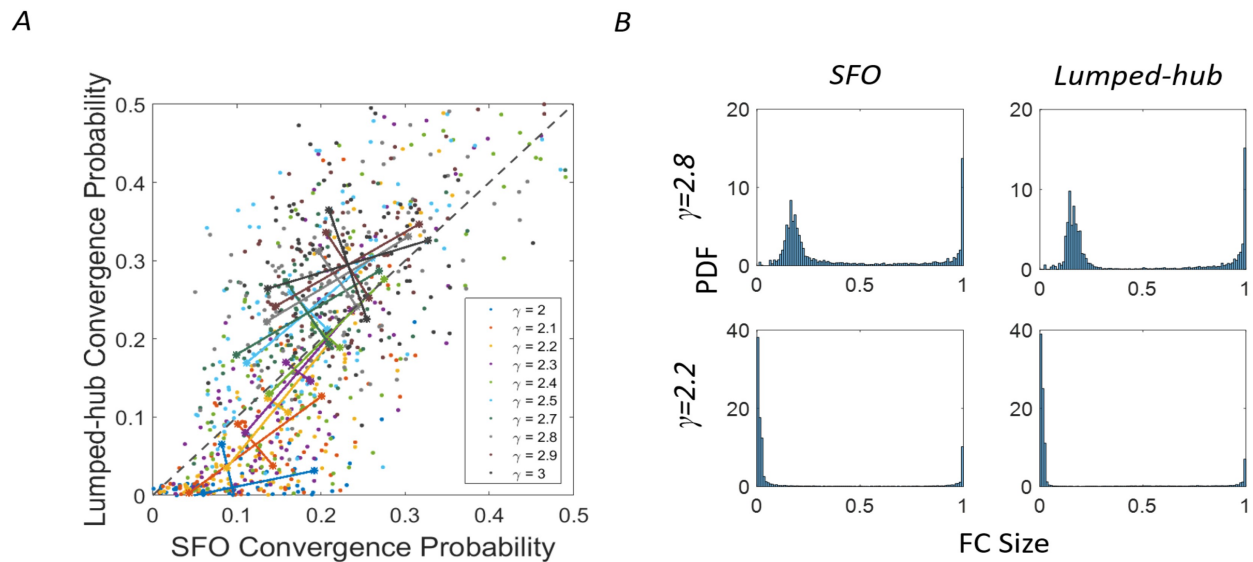 A
B
SFO
Lumped-hub
Lumped-hub Convergence Probability
0.5
0.4
0.3
0.2
0.1
0
0
0.1
0.2
0.3
0.4
0.5
SFO Convergence Probability
γ = 2
γ = 2.1
γ = 2.2
γ = 2.3
γ = 2.4
γ = 2.5
γ = 2.7
γ = 2.8
γ = 2.9
γ = 3
PDF
γ=2.8
20
10
0
0
0.5
1
20
10
0
0
0.5
1
γ=2.2
40
20
0
0
0.5
1
40
20
0
0
0.5
1
FC Size